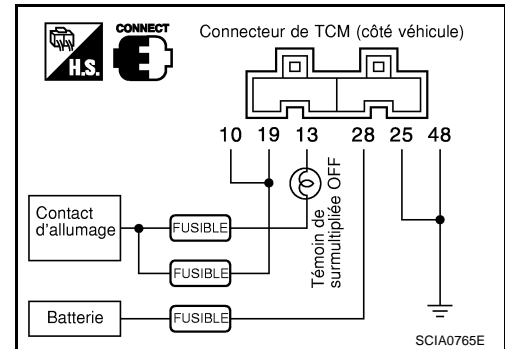 CONNECT
H.S.
Connecteur de TCM (côté véhicule)
10 19 13 28 25 48
Contact
d'allumage
FUSIBLE
FUSIBLE
Témoin de
surmultipliée OFF
Batterie
FUSIBLE
SCIA0765E